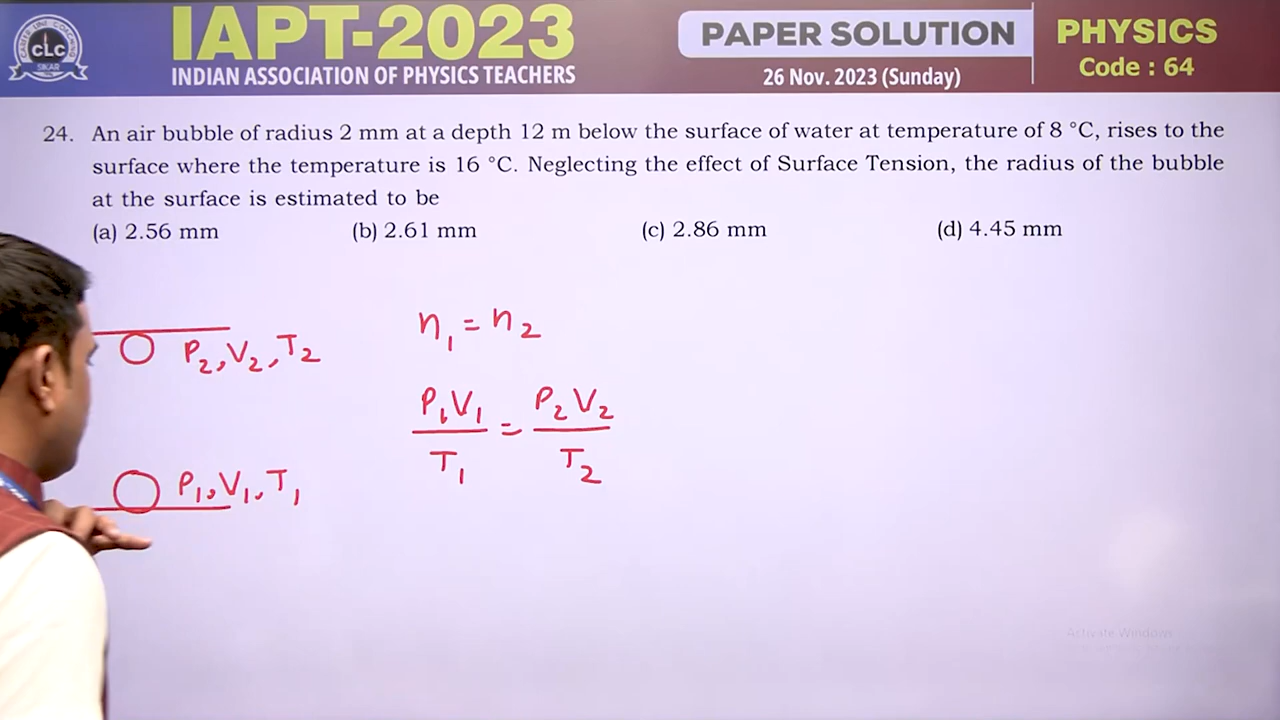 CLC
SIKAR
IAPT-2023
INDIAN ASSOCIATION OF PHYSICS TEACHERS
PAPER SOLUTION
26 Nov. 2023 (Sunday)
PHYSICS
Code : 64
24. An air bubble of radius 2 mm at a depth 12 m below the surface of water at temperature of 8 °C, rises to the
surface where the temperature is 16 °C. Neglecting the effect of Surface Tension, the radius of the bubble
at the surface is estimated to be
(a) 2.56 mm (b) 2.61 mm (c) 2.86 mm (d) 4.45 mm
P₂, V₂, T₂
P₁, V₁, T₁
n₁ = n₂
P₁V₁ / T₁ = P₂V₂ / T₂
Activate Windows